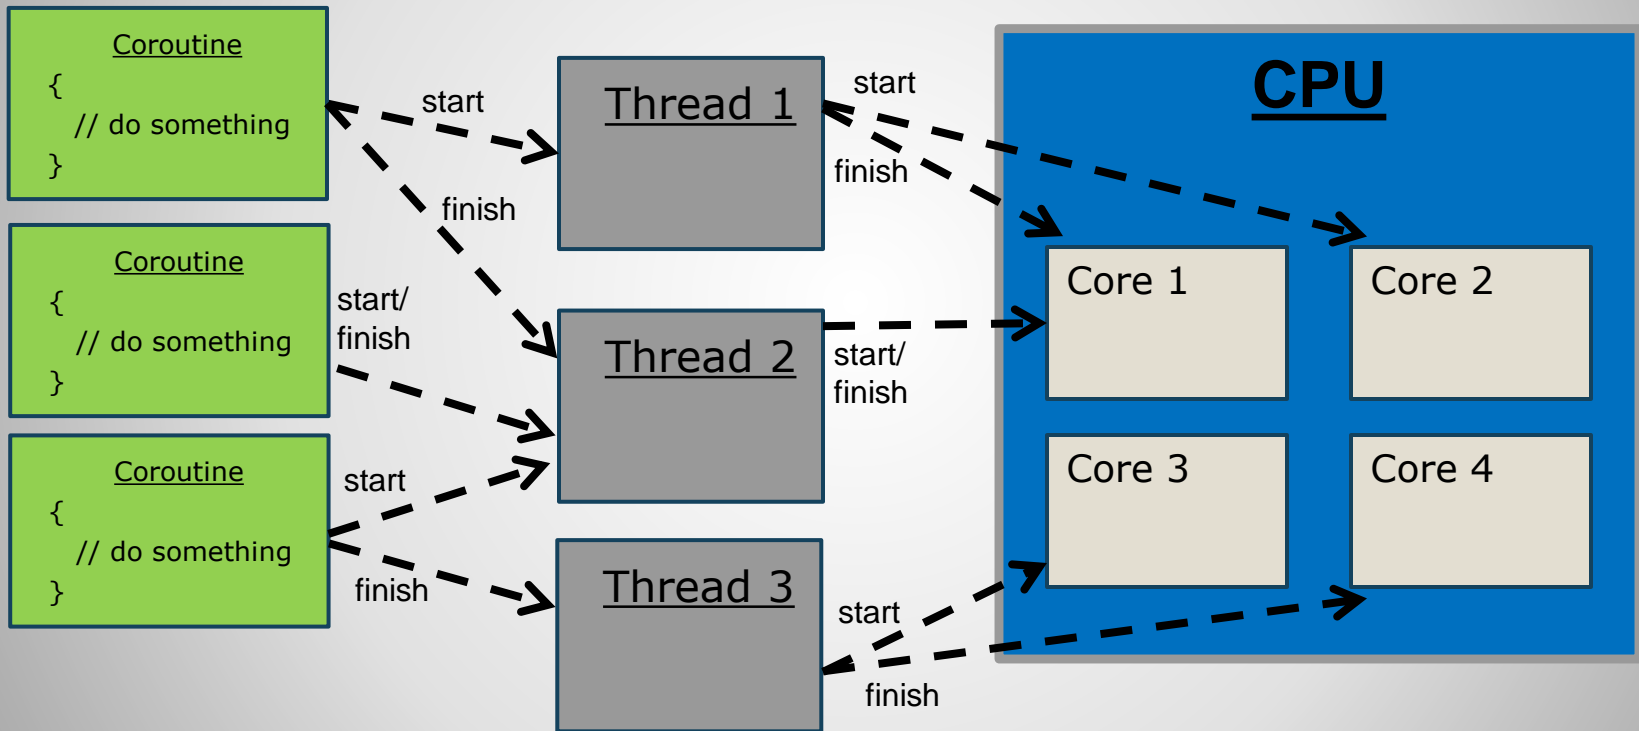 Coroutine
{
// do something
}
Coroutine
{
// do something
}
Coroutine
{
// do something
}
start
finish
start/
finish
start
finish
Thread 1
Thread 2
Thread 3
start
finish
start/
finish
start
finish
CPU
Core 1
Core 2
Core 3
Core 4